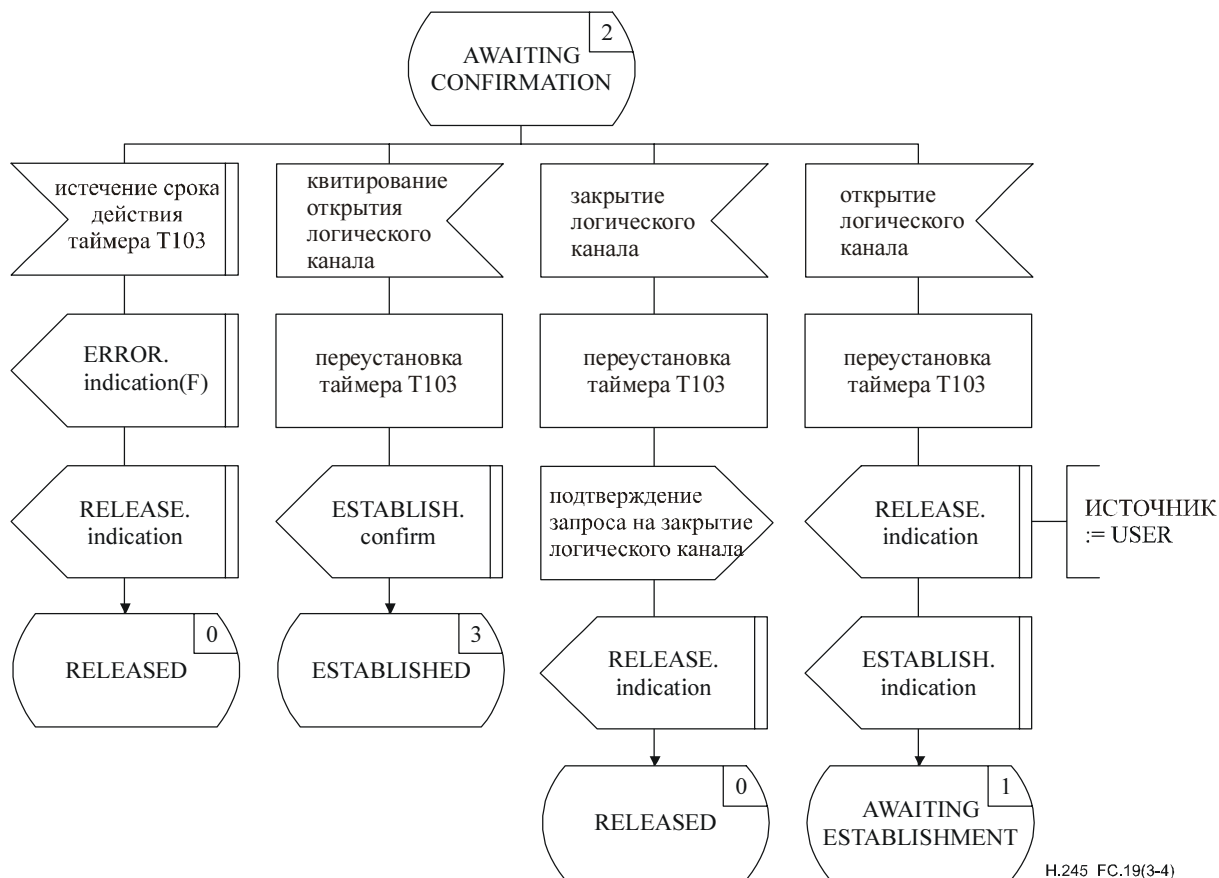 2
AWAITING
CONFIRMATION
истечение срока
действия
таймера T103
квитирование
открытия
логического
канала
закрытие
логического
канала
открытие
логического
канала
ERROR.
indication(F)
переустановка
таймера T103
переустановка
таймера T103
переустановка
таймера T103
RELEASE.
indication
ESTABLISH.
confirm
подтверждение
запроса на закрытие
логического канала
RELEASE.
indication
ИСТОЧНИК
:= USER
0
RELEASED
3
ESTABLISHED
RELEASE.
indication
ESTABLISH.
indication
0
RELEASED
1
AWAITING
ESTABLISHMENT
H.245_FC.19(3-4)